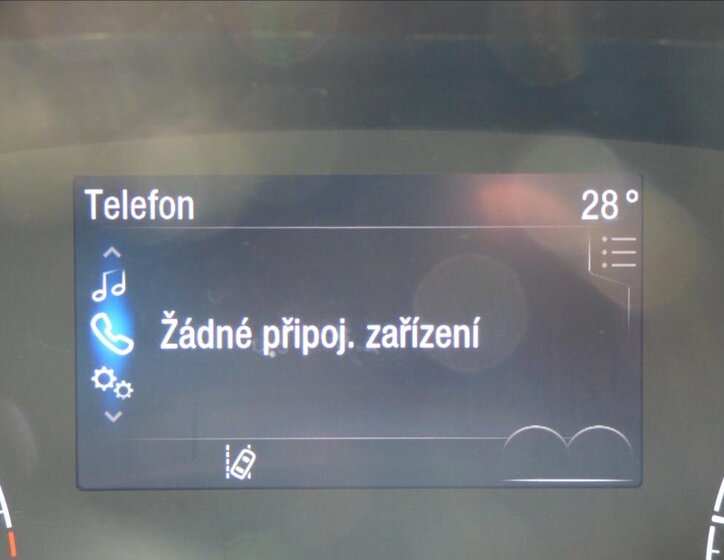 Telefon 28°
Žádné připoj. zařízení